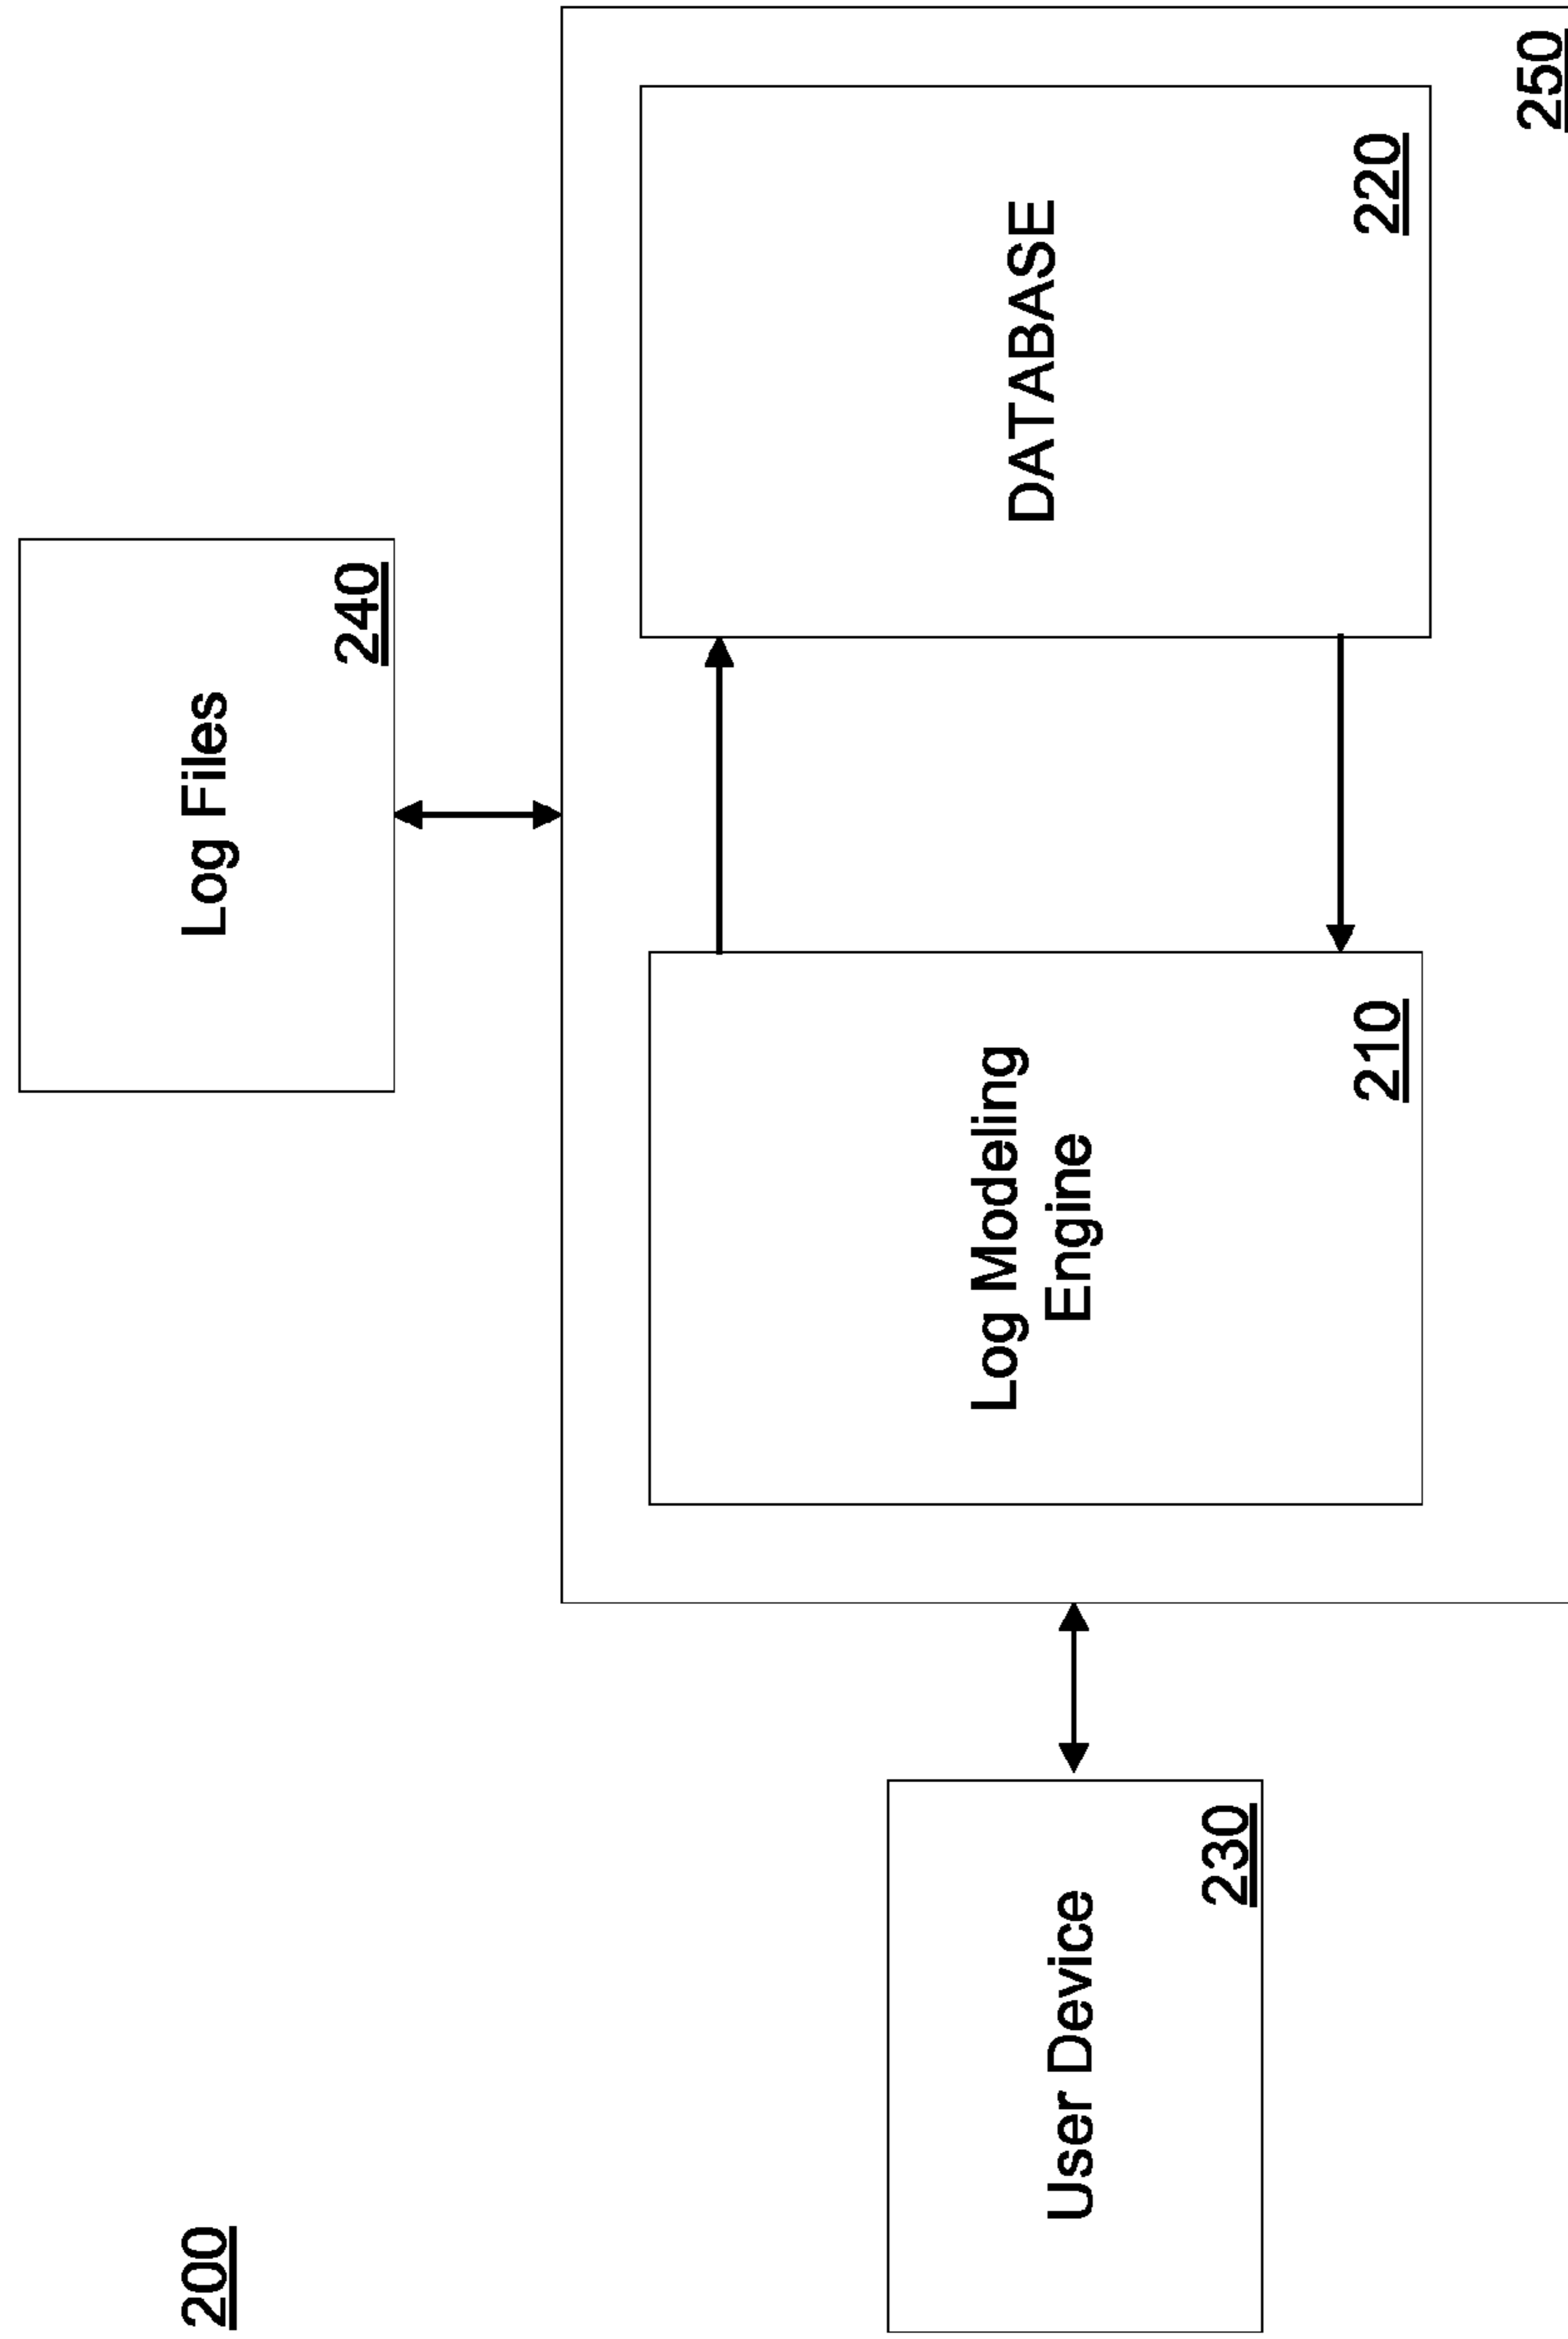 200
Log Files
240
User Device
230
Log Modeling
Engine
210
DATABASE
220
250